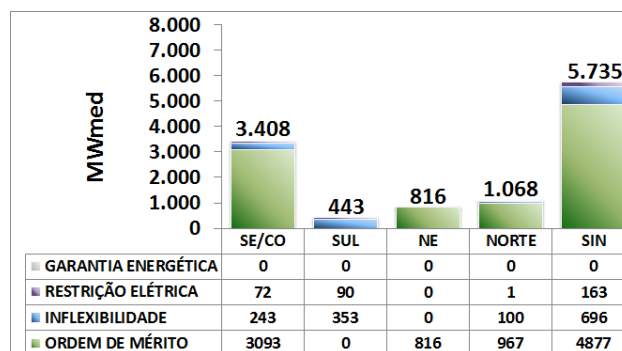 8.000
7.000
6.000
5.000
4.000
3.000
2.000
1.000
0
MWmed
3.408
443
816
1.068
5.735
SE/CO SUL NE NORTE SIN
GARANTIA ENERGÉTICA 0 0 0 0 0
RESTRIÇÃO ELÉTRICA 72 90 0 1 163
INFLEXIBILIDADE 243 353 0 100 696
ORDEM DE MÉRITO 3093 0 816 967 4877